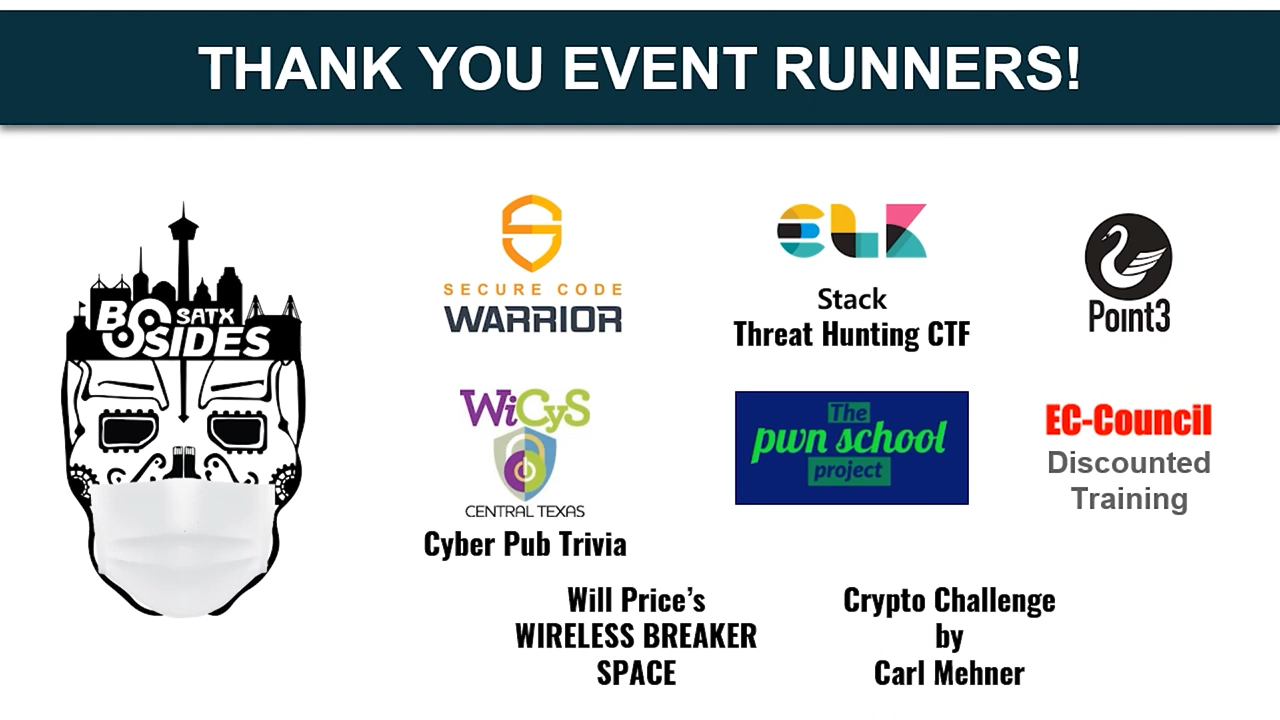 THANK YOU EVENT RUNNERS!
BSIDES SATX
SECURE CODE
WARRIOR
ELK
Stack
Threat Hunting CTF
Point3
WiCyS
CENTRAL TEXAS
Cyber Pub Trivia
The
pwn school
project
EC-Council
Discounted
Training
Will Price’s
WIRELESS BREAKER
SPACE
Crypto Challenge
by
Carl Mehner